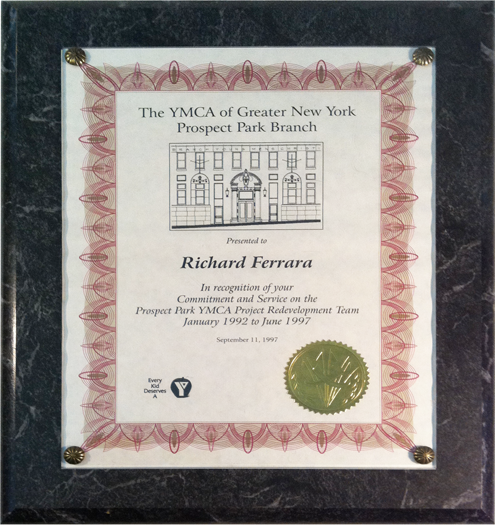 The YMCA of Greater New York
Prospect Park Branch
Presented to
Richard Ferrara
In recognition of your
Commitment and Service on the
Prospect Park YMCA Project Redevelopment Team
January 1992 to June 1997
September 11, 1997
Every
Kid
Deserves
A
Y